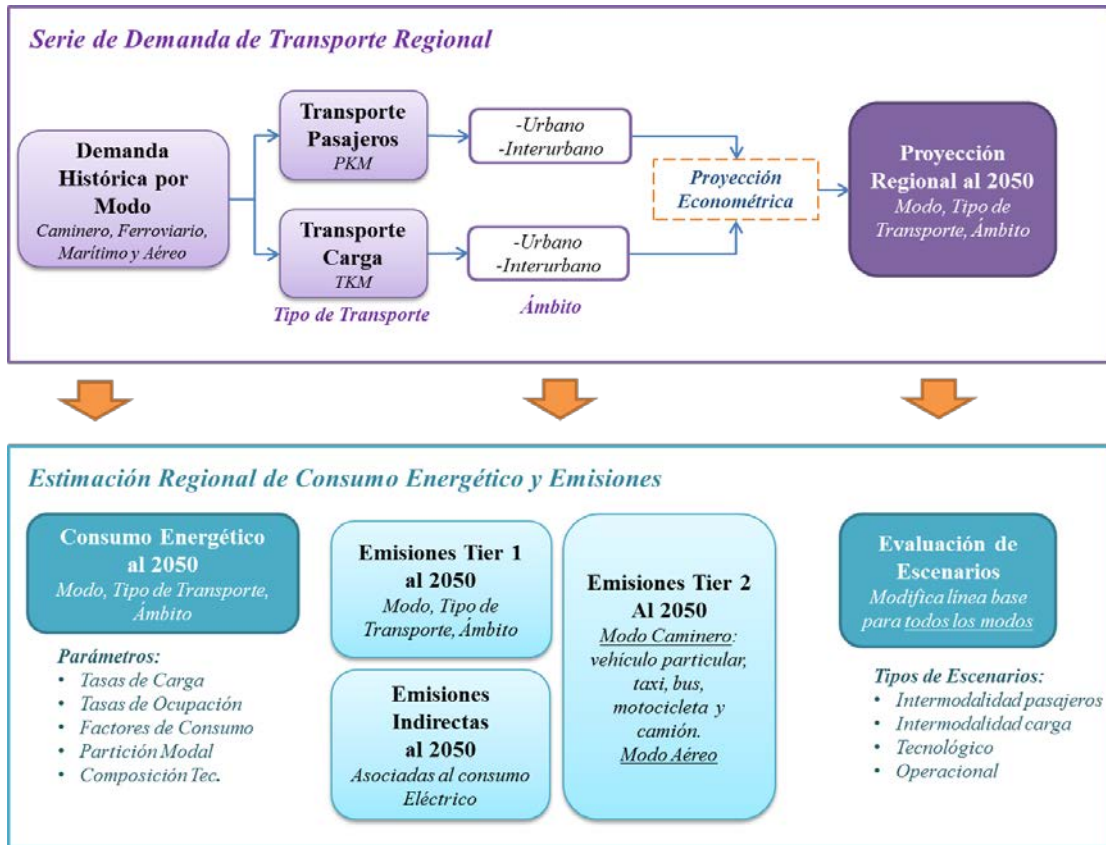 Serie de Demanda de Transporte Regional
Demanda
Histórica por
Modo
Caminero, Ferroviario,
Marítimo y Aéreo
Transporte
Pasajeros
PKM
Transporte
Carga
TKM
Tipo de Transporte
-Urbano
-Interurbano
-Urbano
-Interurbano
Ámbito
Proyección
Econométrica
Proyección
Regional al 2050
Modo, Tipo de
Transporte, Ámbito
Estimación Regional de Consumo Energético y Emisiones
Consumo Energético
al 2050
Modo, Tipo de Transporte,
Ámbito
Parámetros:
• Tasas de Carga
• Tasas de Ocupación
• Factores de Consumo
• Partición Modal
• Composición Tec.
Emisiones Tier 1
al 2050
Modo, Tipo de
Transporte, Ámbito
Emisiones
Indirectas
al 2050
Asociadas al consumo
Eléctrico
Emisiones Tier 2
Al 2050
Modo Caminero:
vehículo particular,
taxi, bus,
motocicleta y
camión.
Modo Aéreo
Evaluación de
Escenarios
Modifica línea base
para todos los modos
Tipos de Escenarios:
• Intermodalidad pasajeros
• Intermodalidad carga
• Tecnológico
• Operacional